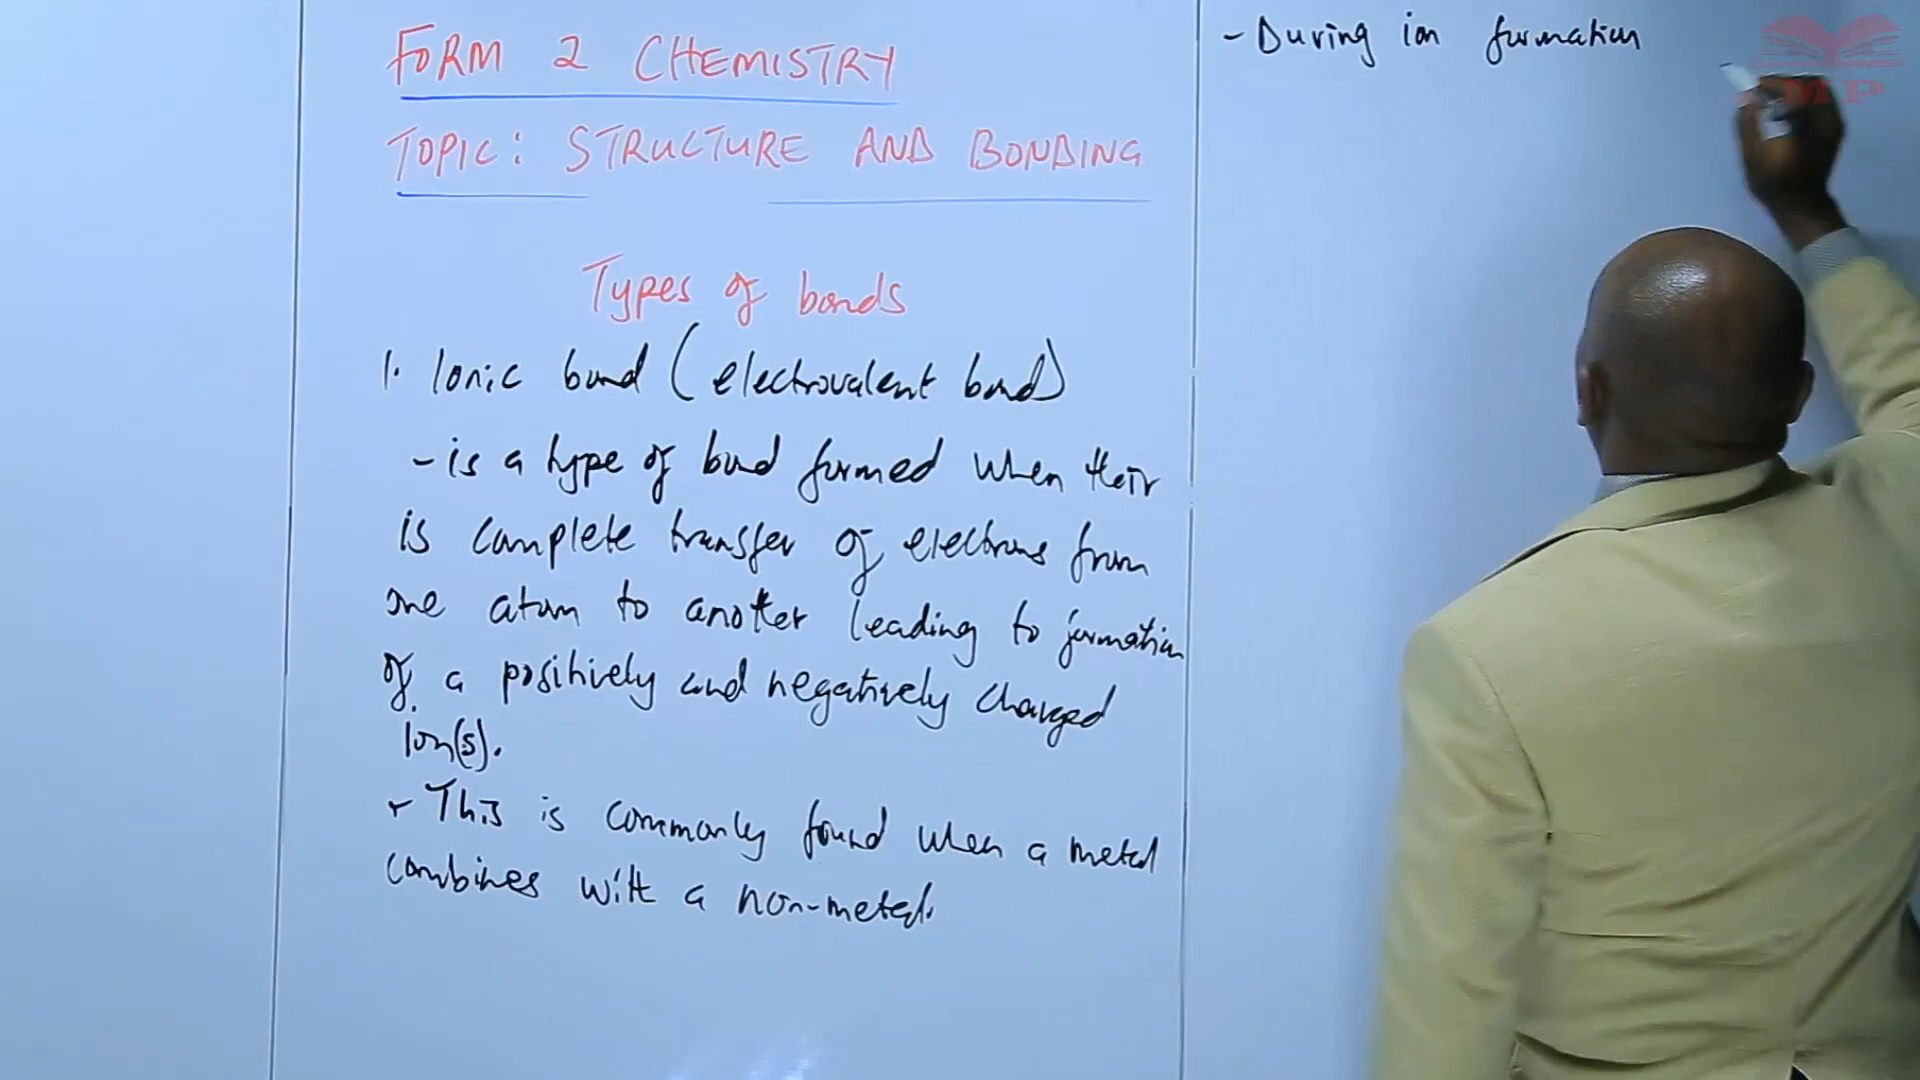 FORM 2 CHEMISTRY
TOPIC: STRUCTURE AND BONDING
Types of bonds
1. Ionic bond (electrovalent bond)
- is a type of bond formed when their
is complete transfer of electrons from
one atom to another leading to formation
of a positively and negatively charged
Ion(s).
- This is commonly found when a metal
combines with a non-metal.
- During ion formation
MP